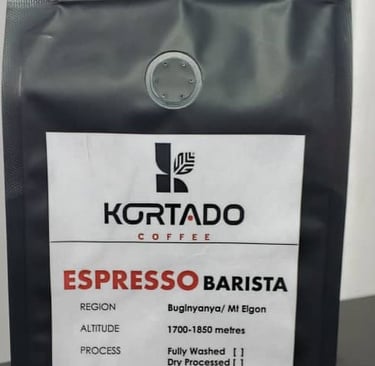 KORTADO
COFFEE
ESPRESSO BARISTA
REGION Buginyanya/ Mt Elgon
ALTITUDE 1700-1850 metres
PROCESS Fully Washed [ ]
Dry Processed [ ]